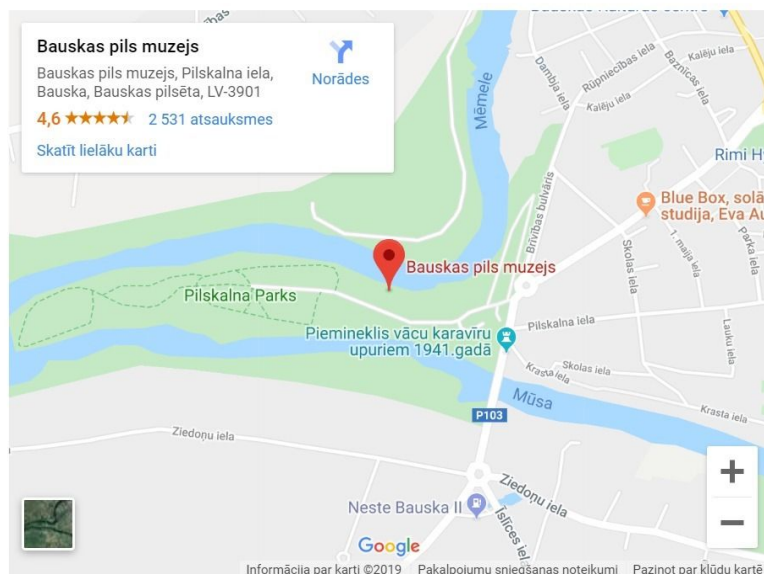 Bauskas pils muzejs
Bauskas pils muzejs, Pilskalna iela,
Bauska, Bauskas pilsēta, LV-3901
4,6 2 531 atsauksmes
Skatīt lielāku karti
Norādes
Mēmele
Dambja iela
Rūpniecības iela
Kalēju iela
Kalēju iela
Baznīcas iela
Rimi
Brīvības bulvāris
Blue Box, solā
studija, Eva Au
Skolas iela
1. maija iela
Parka iela
Bauskas pils muzejs
Pilskalna Parks
Piemineklis vācu karavīru
upuriem 1941.gadā
Pilskalna iela
Lauku iela
Krasta iela
Skolas iela
Krasta iela
Mūsa
P103
Ziedoņu iela
Ziedoņu iela
Neste Bauska II
Īslīces iela
+
−
Google
Informācija par karti ©2019 Pakalpojumu sniegšanas noteikumi Paziņot par kļūdu kartē